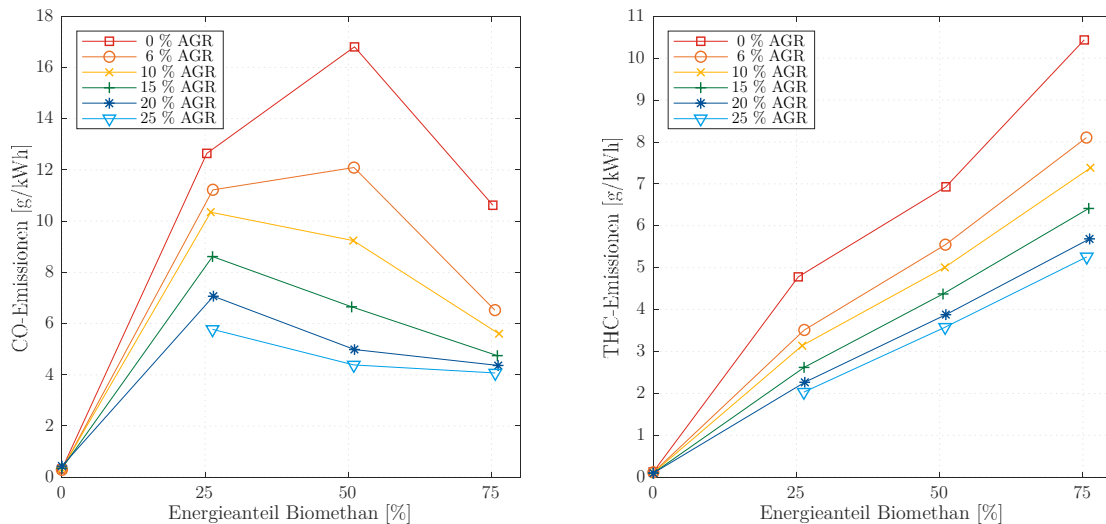 18
16
14
12
10
8
6
4
2
0
CO-Emissionen [g/kWh]
0 % AGR
6 % AGR
10 % AGR
15 % AGR
20 % AGR
25 % AGR
0
25
50
75
Energieanteil Biomethan [%]
11
10
9
8
7
6
5
4
3
2
1
0
THC-Emissionen [g/kWh]
0 % AGR
6 % AGR
10 % AGR
15 % AGR
20 % AGR
25 % AGR
0
25
50
75
Energieanteil Biomethan [%]